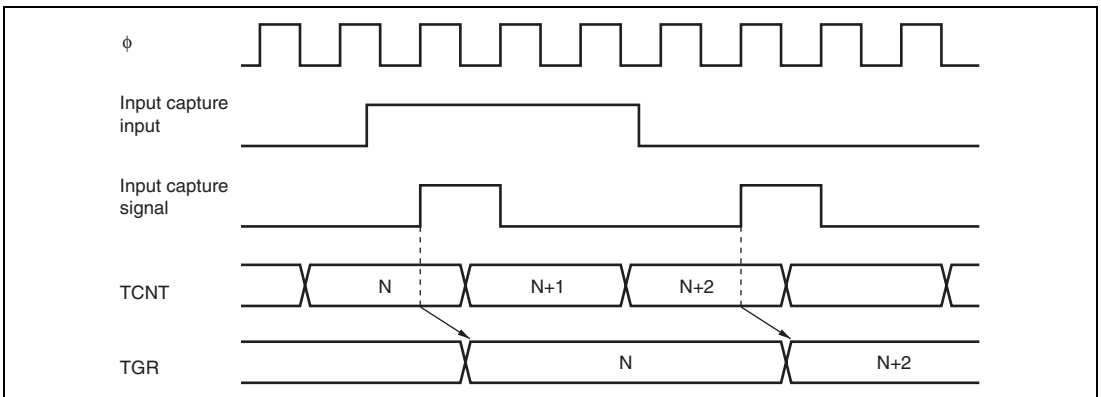 φ
Input capture
input
Input capture
signal
TCNT N N+1 N+2
TGR N N+2